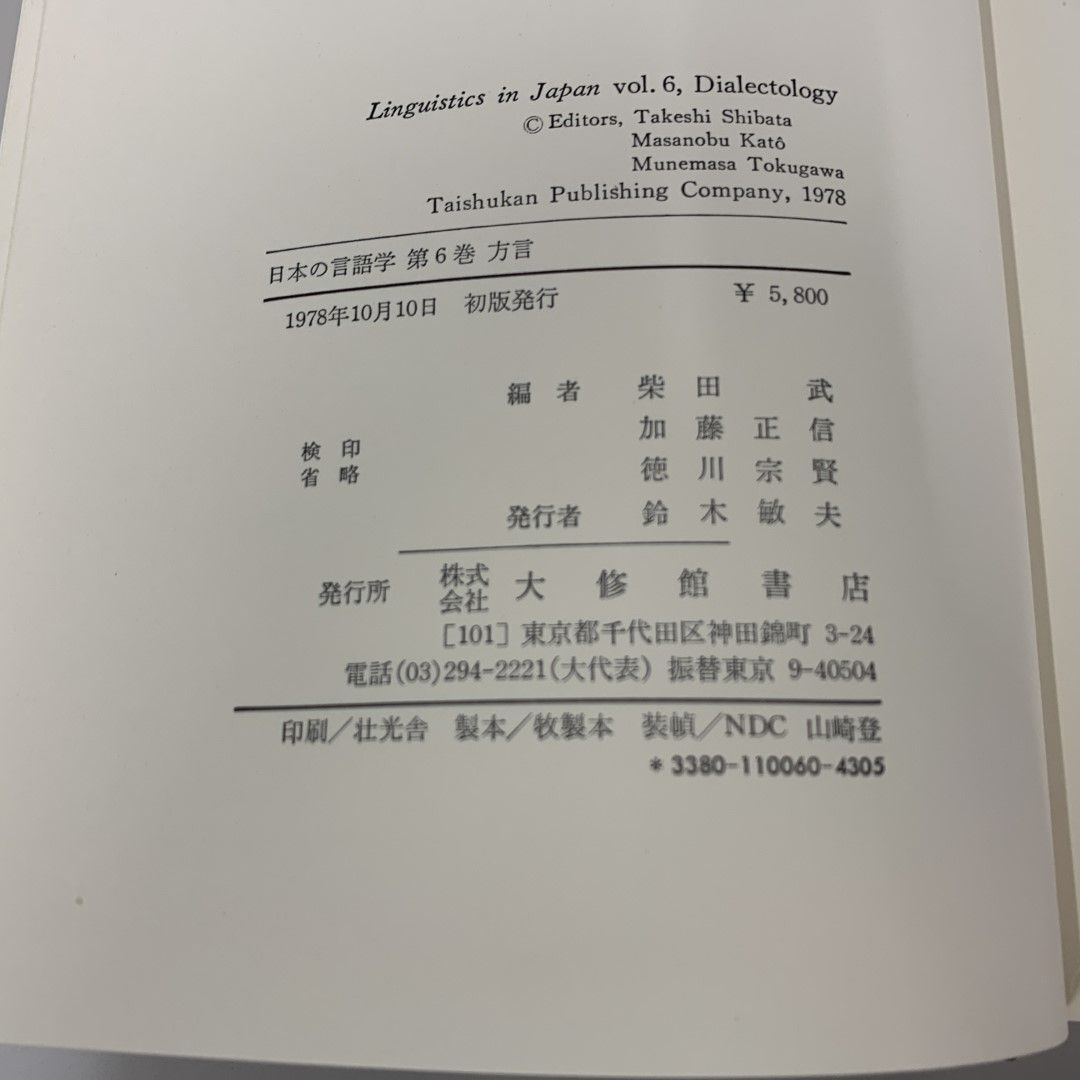 Linguistics in Japan vol. 6, Dialectology
© Editors, Takeshi Shibata
Masanobu Katô
Munemasa Tokugawa
Taishukan Publishing Company, 1978
日本の言語学 第6巻 方言
1978年10月10日 初版発行 ¥ 5,800
編者 柴田 武
加藤正信
検印
省略
徳川宗賢
発行者 鈴木敏夫
発行所 株式会社 大修館書店
[101] 東京都千代田区神田錦町 3-24
電話(03)294-2221(大代表) 振替東京 9-40504
印刷/壮光舎 製本/牧製本 装幀/NDC 山崎登
* 3380-110060-4305